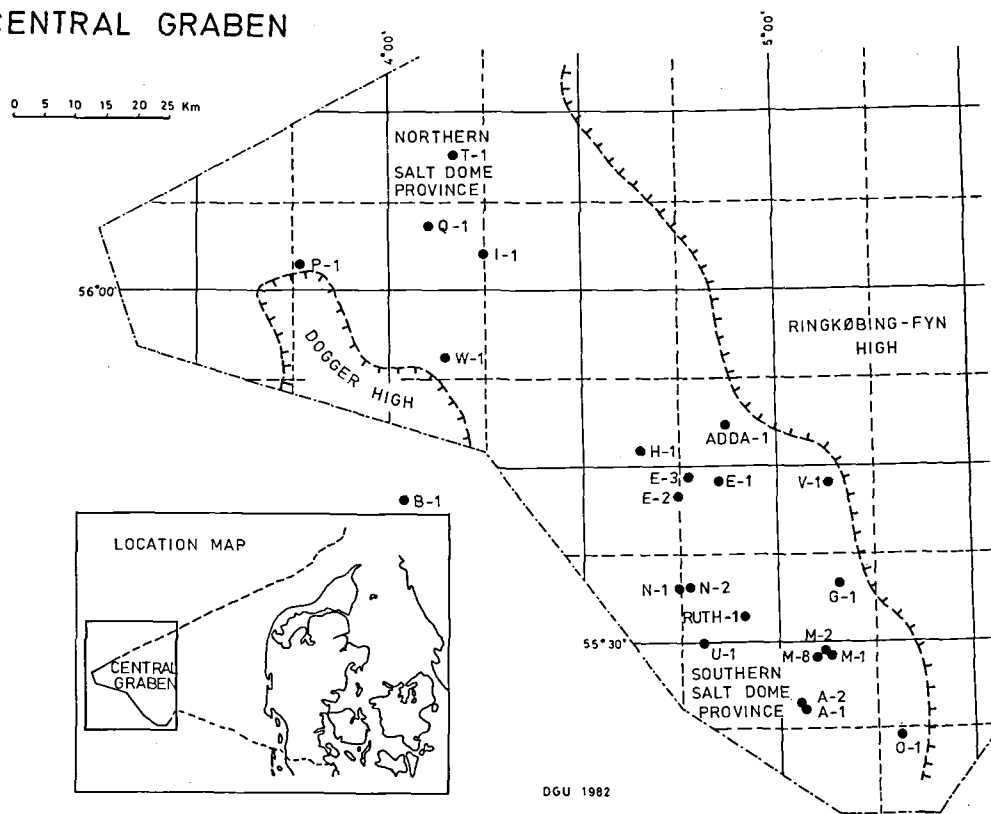 CENTRAL GRABEN
0 5 10 15 20 25 Km
4°00'
5°00'
NORTHERN
T-1
SALT DOME
PROVINCE
Q-1
I-1
P-1
56°00'
DOGGER HIGH
W-1
RINGKØBING-FYN
HIGH
ADDA-1
H-1
E-3
E-1
V-1
E-2
B-1
LOCATION MAP
CENTRAL
GRABEN
N-1
N-2
G-1
RUTH-1
55°30'
U-1
M-2
M-8
M-1
SOUTHERN
SALT DOME
PROVINCE
A-2
A-1
O-1
DGU 1982